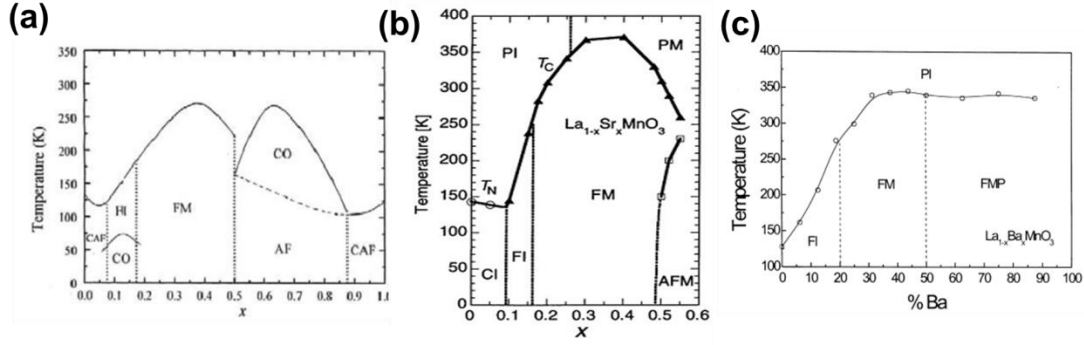 (a)
Temperature (K)
350
300
250
200
150
100
50
0
CAF
FI
CO
FM
CO
AF
CAF
0.0 0.1 0.2 0.3 0.4 0.5 0.6 0.7 0.8 0.9 1.0
x
(b)
Temperature [K]
400
350
300
250
200
150
100
50
0
PI
PM
TC
La1-xSrxMnO3
TN
FM
CI
FI
AFM
0 0.1 0.2 0.3 0.4 0.5 0.6
x
(c)
Temperature (K)
400
350
300
250
200
150
100
PI
FI
FM
FMP
La1-xBaxMnO3
0 10 20 30 40 50 60 70 80 90 100
% Ba